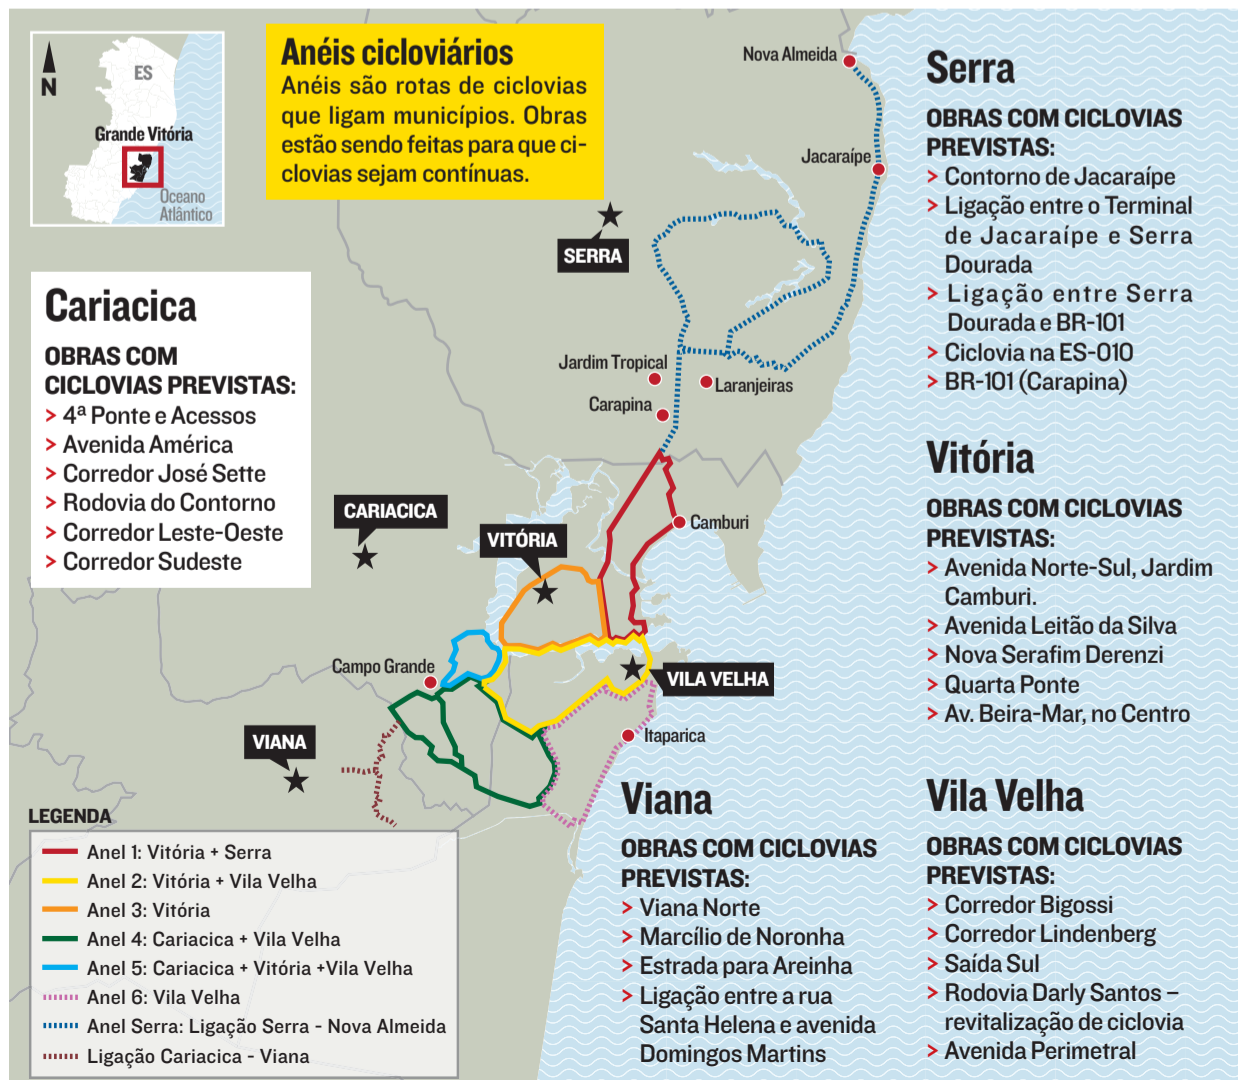 N
ES
Grande Vitória
Oceano
Atlântico
Anéis cicloviários
Anéis são rotas de ciclovias
que ligam municípios. Obras
estão sendo feitas para que ci-
clovias sejam contínuas.
Cariacica
OBRAS COM
CICLOVIAS PREVISTAS:
> 4ª Ponte e Acessos
> Avenida América
> Corredor José Sette
> Rodovia do Contorno
> Corredor Leste-Oeste
> Corredor Sudeste
Nova Almeida
Jacaraípe
SERRA
Jardim Tropical
Laranjeiras
Carapina
CARIACICA
VITÓRIA
Camburi
Campo Grande
VILA VELHA
Itaparica
VIANA
Serra
OBRAS COM CICLOVIAS
PREVISTAS:
> Contorno de Jacaraípe
> Ligação entre o Terminal
de Jacaraípe e Serra
Dourada
> Ligação entre Serra
Dourada e BR-101
> Ciclovia na ES-010
> BR-101 (Carapina)
Vitória
OBRAS COM CICLOVIAS
PREVISTAS:
> Avenida Norte-Sul, Jardim
Camburi.
> Avenida Leitão da Silva
> Nova Serafim Derenzi
> Quarta Ponte
> Av. Beira-Mar, no Centro
Viana
OBRAS COM CICLOVIAS
PREVISTAS:
> Viana Norte
> Marcílio de Noronha
> Estrada para Areinha
> Ligação entre a rua
Santa Helena e avenida
Domingos Martins
Vila Velha
OBRAS COM CICLOVIAS
PREVISTAS:
> Corredor Bigossi
> Corredor Lindenberg
> Saída Sul
> Rodovia Darly Santos –
revitalização de ciclovia
> Avenida Perimetral
LEGENDA
Anel 1: Vitória + Serra
Anel 2: Vitória + Vila Velha
Anel 3: Vitória
Anel 4: Cariacica + Vila Velha
Anel 5: Cariacica + Vitória +Vila Velha
Anel 6: Vila Velha
Anel Serra: Ligação Serra - Nova Almeida
Ligação Cariacica - Viana